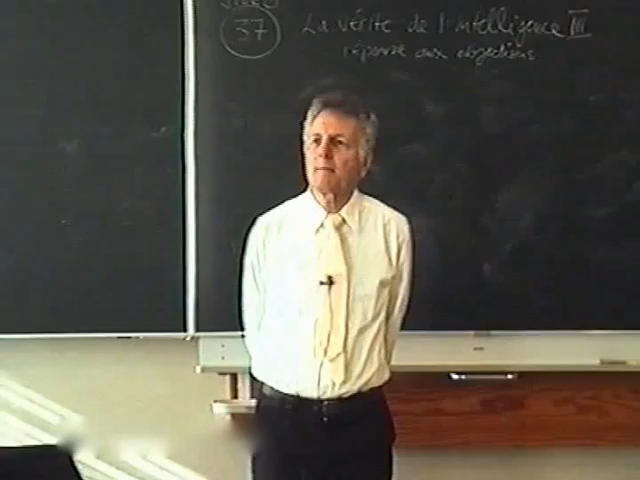 37 La vérité de l'intelligence III
réponse aux objections